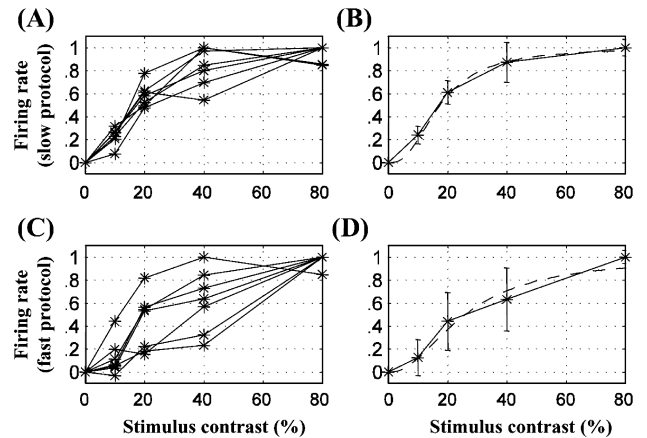 (A)
(B)
Firing rate
(slow protocol)
1
.8
.6
.4
.2
0
0 20 40 60 80
1
.8
.6
.4
.2
0
0 20 40 60 80
(C)
(D)
Firing rate
(fast protocol)
1
.8
.6
.4
.2
0
0 20 40 60 80
Stimulus contrast (%)
1
.8
.6
.4
.2
0
0 20 40 60 80
Stimulus contrast (%)